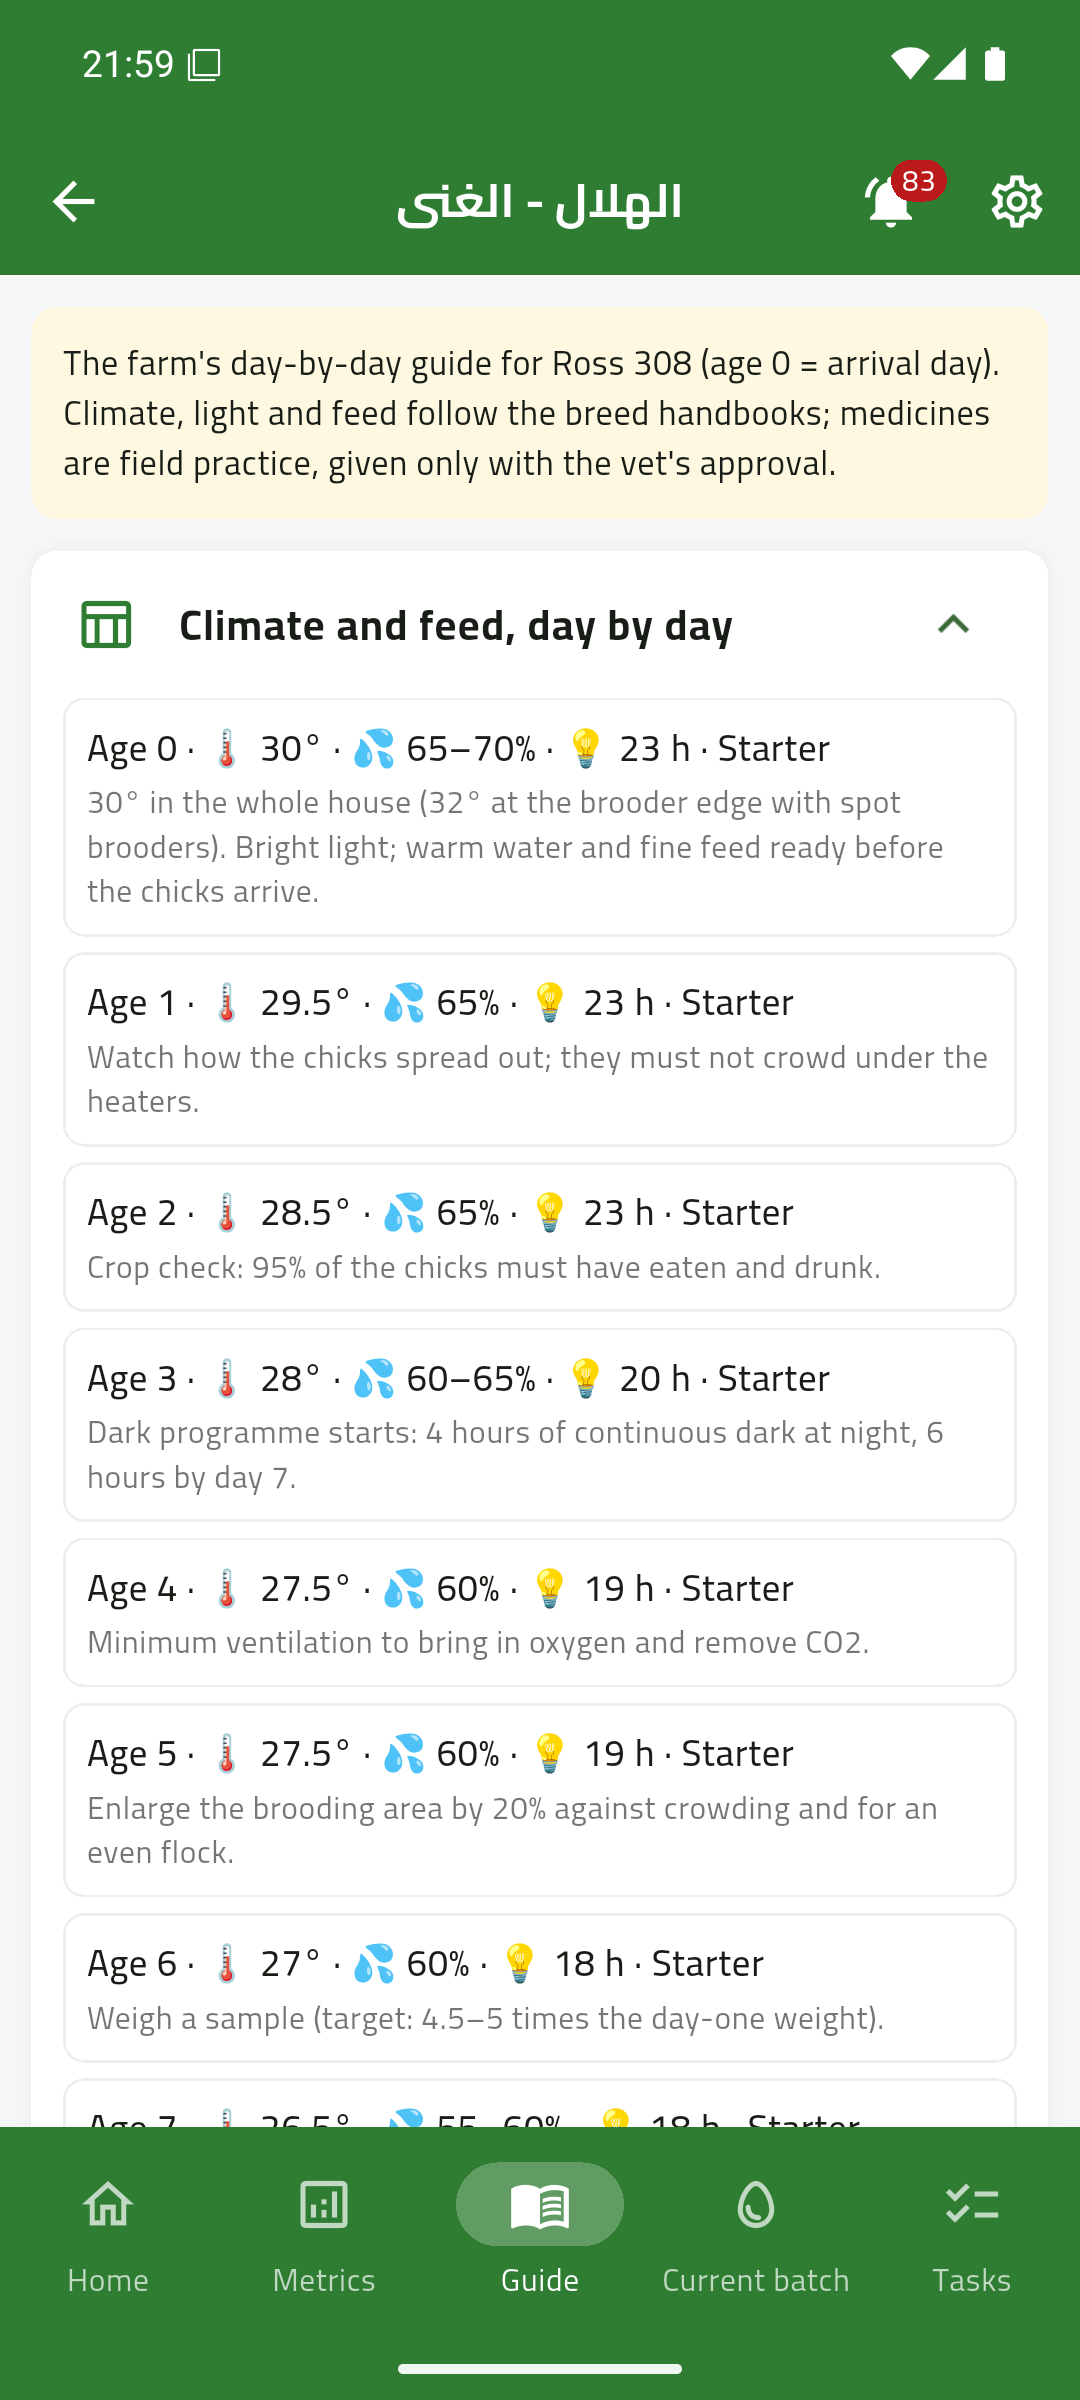 21:59
الهلال - الغنى
83
The farm's day-by-day guide for Ross 308 (age 0 = arrival day).
Climate, light and feed follow the breed handbooks; medicines
are field practice, given only with the vet's approval.
Climate and feed, day by day
Age 0 · 🌡️ 30° · 💦 65–70% · 💡 23 h · Starter
30° in the whole house (32° at the brooder edge with spot
brooders). Bright light; warm water and fine feed ready before
the chicks arrive.
Age 1 · 🌡️ 29.5° · 💦 65% · 💡 23 h · Starter
Watch how the chicks spread out; they must not crowd under the
heaters.
Age 2 · 🌡️ 28.5° · 💦 65% · 💡 23 h · Starter
Crop check: 95% of the chicks must have eaten and drunk.
Age 3 · 🌡️ 28° · 💦 60–65% · 💡 20 h · Starter
Dark programme starts: 4 hours of continuous dark at night, 6
hours by day 7.
Age 4 · 🌡️ 27.5° · 💦 60% · 💡 19 h · Starter
Minimum ventilation to bring in oxygen and remove CO2.
Age 5 · 🌡️ 27.5° · 💦 60% · 💡 19 h · Starter
Enlarge the brooding area by 20% against crowding and for an
even flock.
Age 6 · 🌡️ 27° · 💦 60% · 💡 18 h · Starter
Weigh a sample (target: 4.5–5 times the day-one weight).
Age 7 · 🌡️ 26.5° · 💦 55–60% · 💡 18 h · Starter
Home
Metrics
Guide
Current batch
Tasks